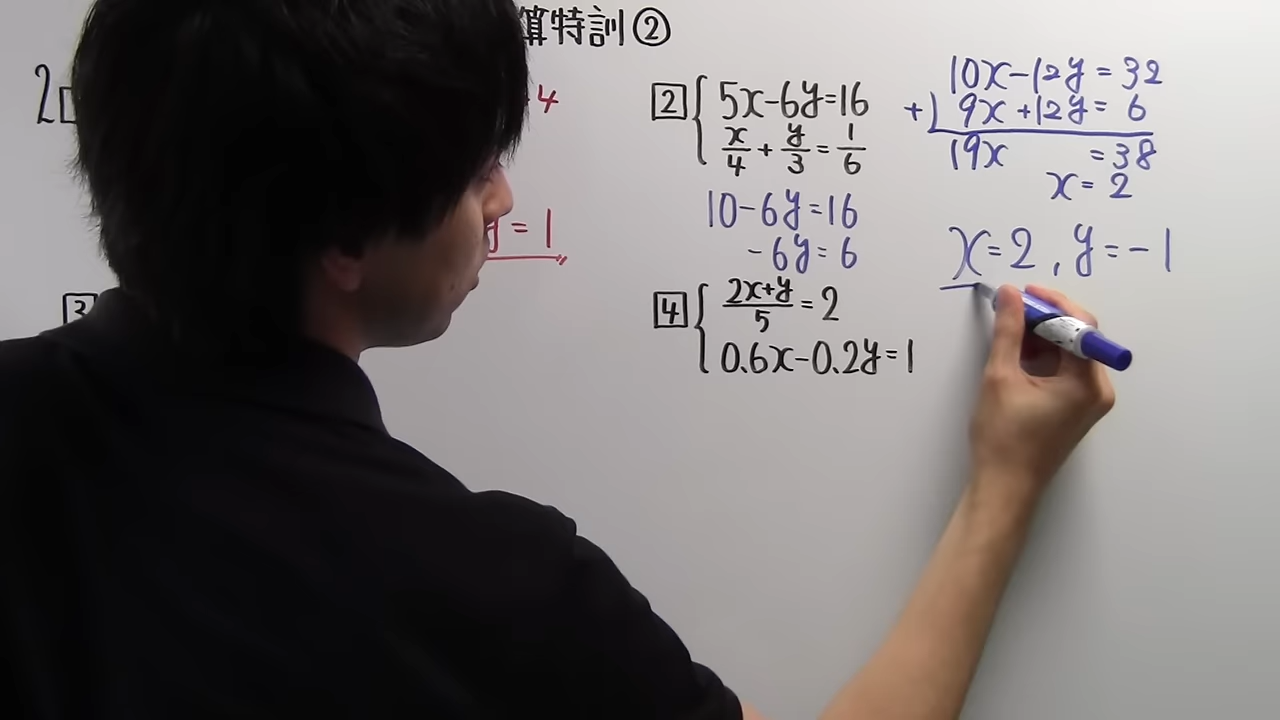 算特訓②
2
4
y = 1
[3]
[2] { 5x-6y=16
x/4 + y/3 = 1/6
10-6y=16
-6y=6
[4] { (2x+y)/5 = 2
0.6x-0.2y=1
10x-12y=32
+) 9x+12y= 6
19x =38
x=2
x=2, y=-1